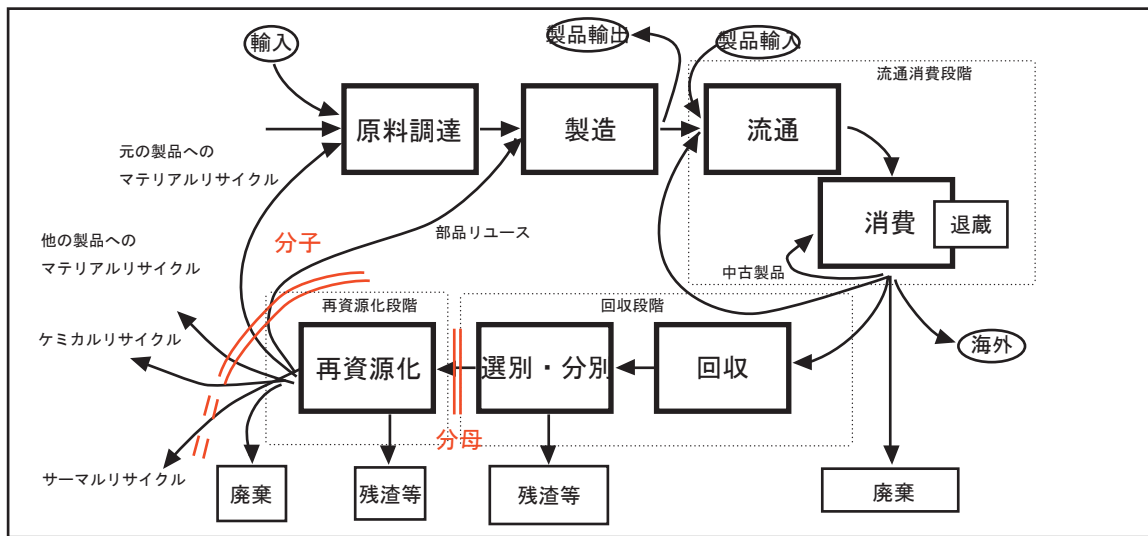 輸入
製品輸出
製品輸入
流通消費段階
原料調達
製造
流通
元の製品への
マテリアルリサイクル
消費
退蔵
他の製品への
マテリアルリサイクル
分子
部品リユース
中古製品
再資源化段階
回収段階
ケミカルリサイクル
再資源化
選別・分別
回収
海外
分母
サーマルリサイクル
廃棄
残渣等
残渣等
廃棄